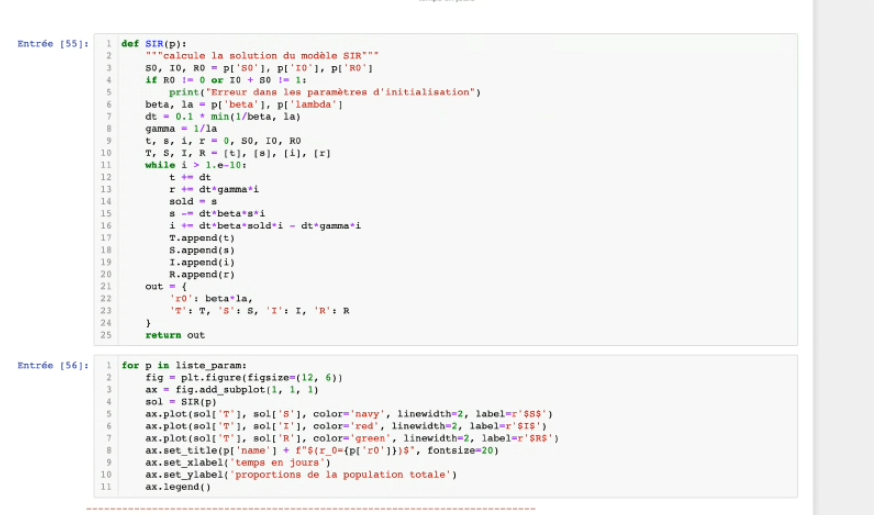 Entrée [55]:
1 def SIR(p):
2     """calcule la solution du modèle SIR"""
3     S0, I0, R0 = p['S0'], p['I0'], p['R0']
4     if R0 != 0 or I0 + S0 != 1:
5         print("Erreur dans les paramètres d'initialisation")
6     beta, la = p['beta'], p['lambda']
7     dt = 0.1 * min(1/beta, la)
8     gamma = 1/la
9     t, s, i, r = 0, S0, I0, R0
10     T, S, I, R = [t], [s], [i], [r]
11     while i > 1.e-10:
12         t += dt
13         r += dt*gamma*i
14         sold = s
15         s -= dt*beta*s*i
16         i += dt*beta*sold*i - dt*gamma*i
17         T.append(t)
18         S.append(s)
19         I.append(i)
20         R.append(r)
21     out = {
22         'r0': beta*la,
23         'T': T, 'S': S, 'I': I, 'R': R
24     }
25     return out
Entrée [56]:
1 for p in liste_param:
2     fig = plt.figure(figsize=(12, 6))
3     ax = fig.add_subplot(1, 1, 1)
4     sol = SIR(p)
5     ax.plot(sol['T'], sol['S'], color='navy', linewidth=2, label=r'$S$')
6     ax.plot(sol['T'], sol['I'], color='red', linewidth=2, label=r'$I$')
7     ax.plot(sol['T'], sol['R'], color='green', linewidth=2, label=r'$R$')
8     ax.set_title(p['name'] + f"$(r_0={p['r0']})$", fontsize=20)
9     ax.set_xlabel('temps en jours')
10     ax.set_ylabel('proportions de la population totale')
11     ax.legend()